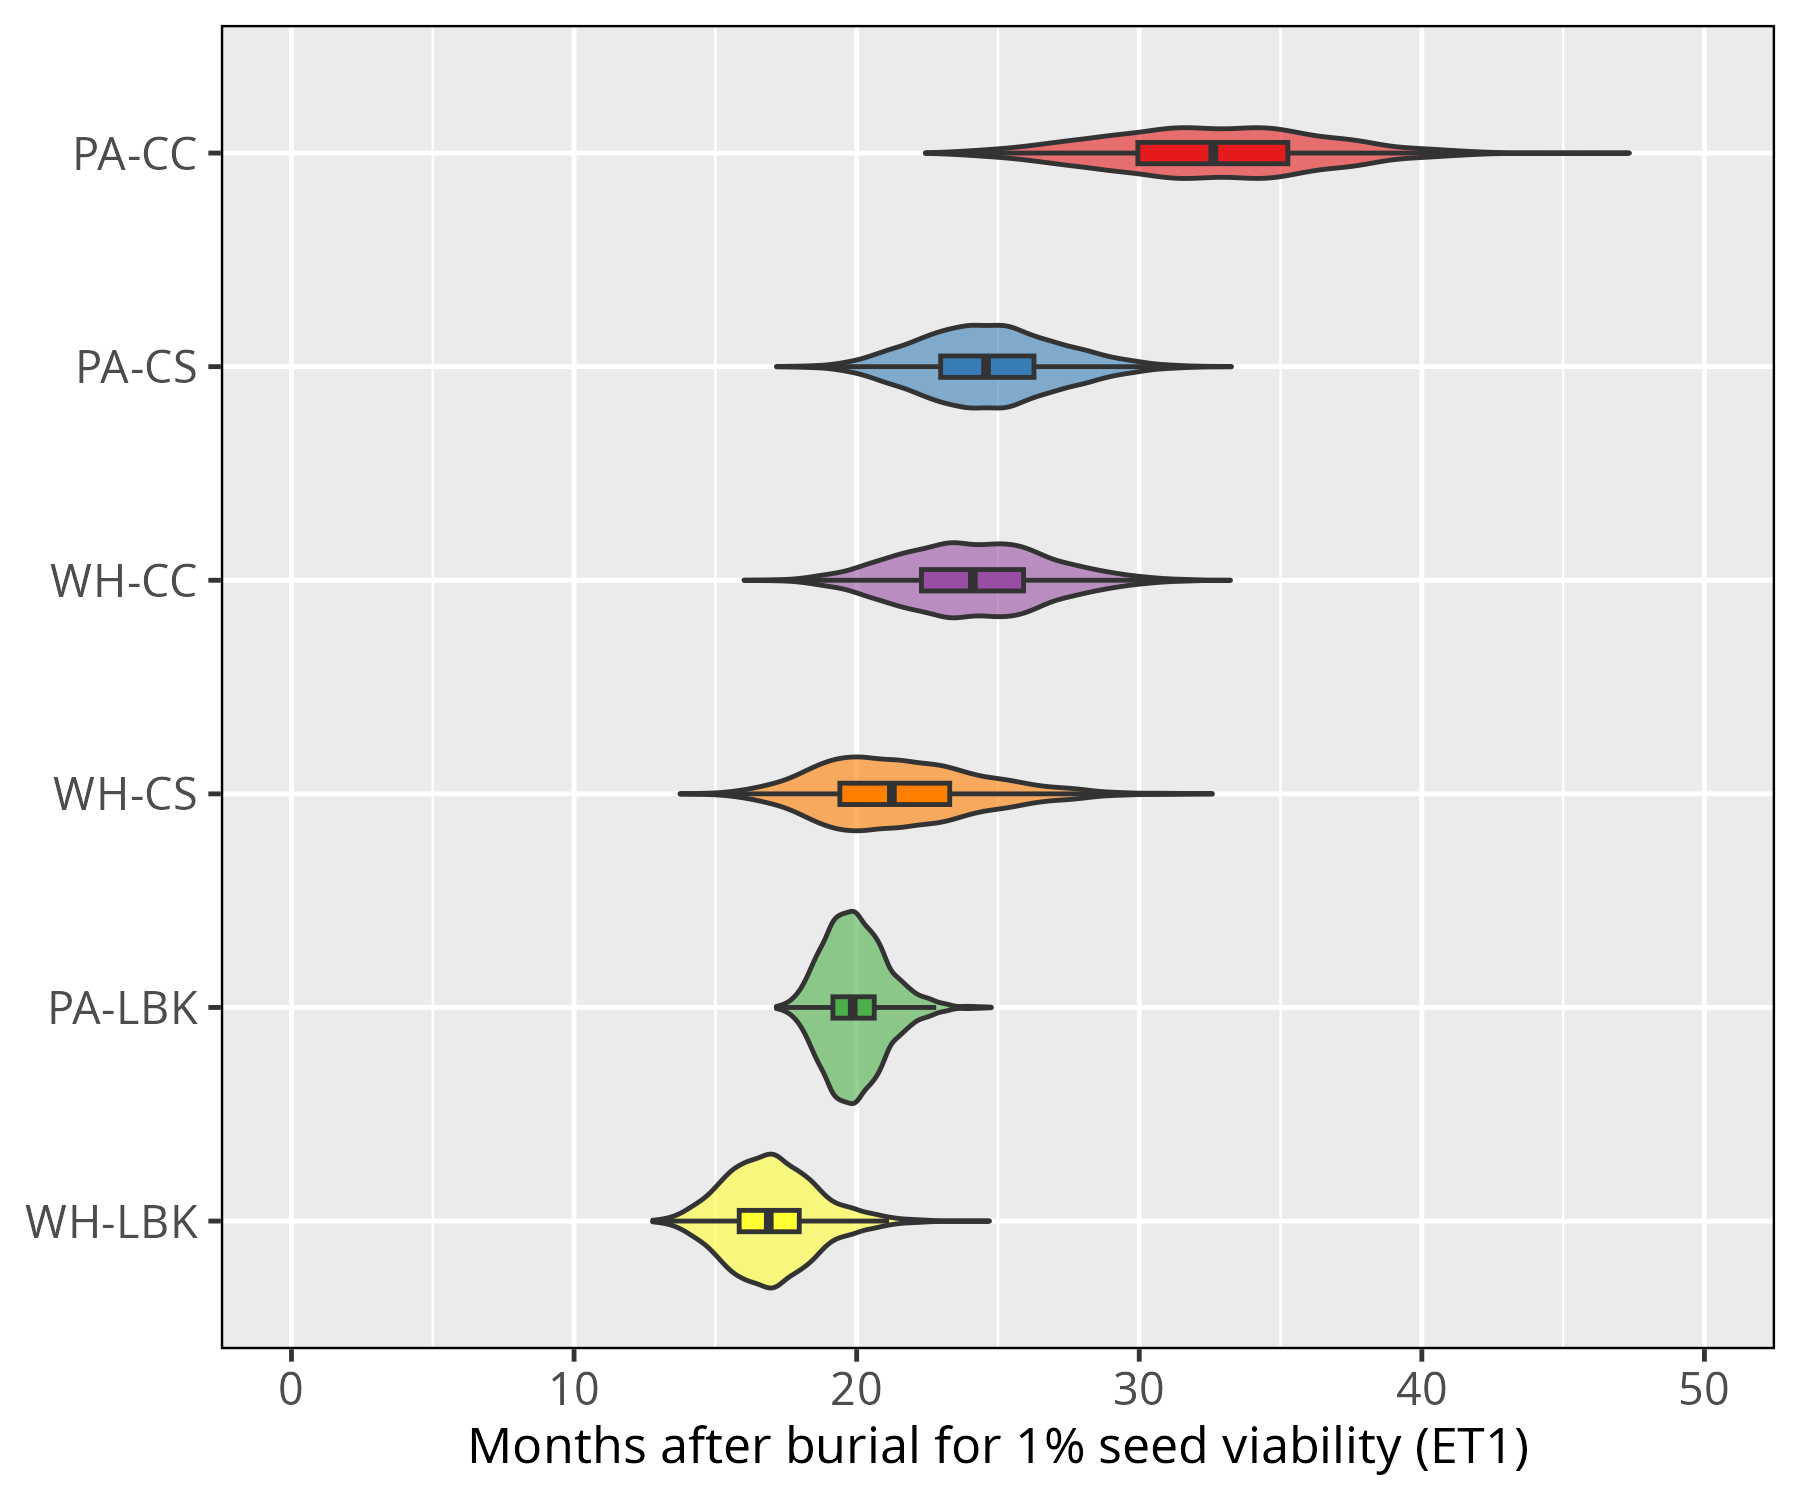 PA-CC
PA-CS
WH-CC
WH-CS
PA-LBK
WH-LBK
0 10 20 30 40 50
Months after burial for 1% seed viability (ET1)